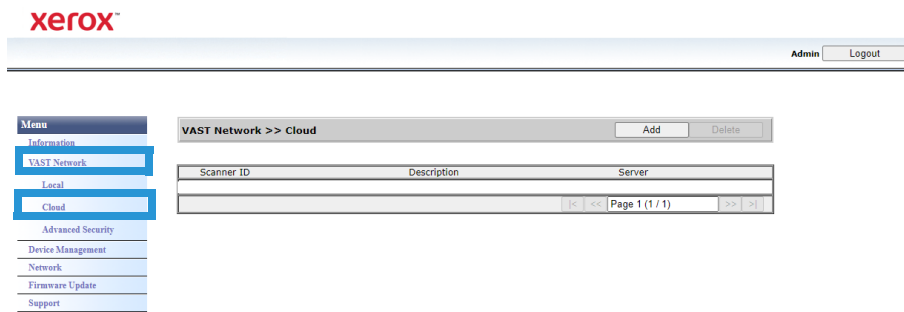 xerox™
Admin Logout
Menu
Information
VAST Network
Local
Cloud
Advanced Security
Device Management
Network
Firmware Update
Support
VAST Network >> Cloud Add Delete
Scanner ID Description Server
|< << Page 1 (1 / 1) >> >|